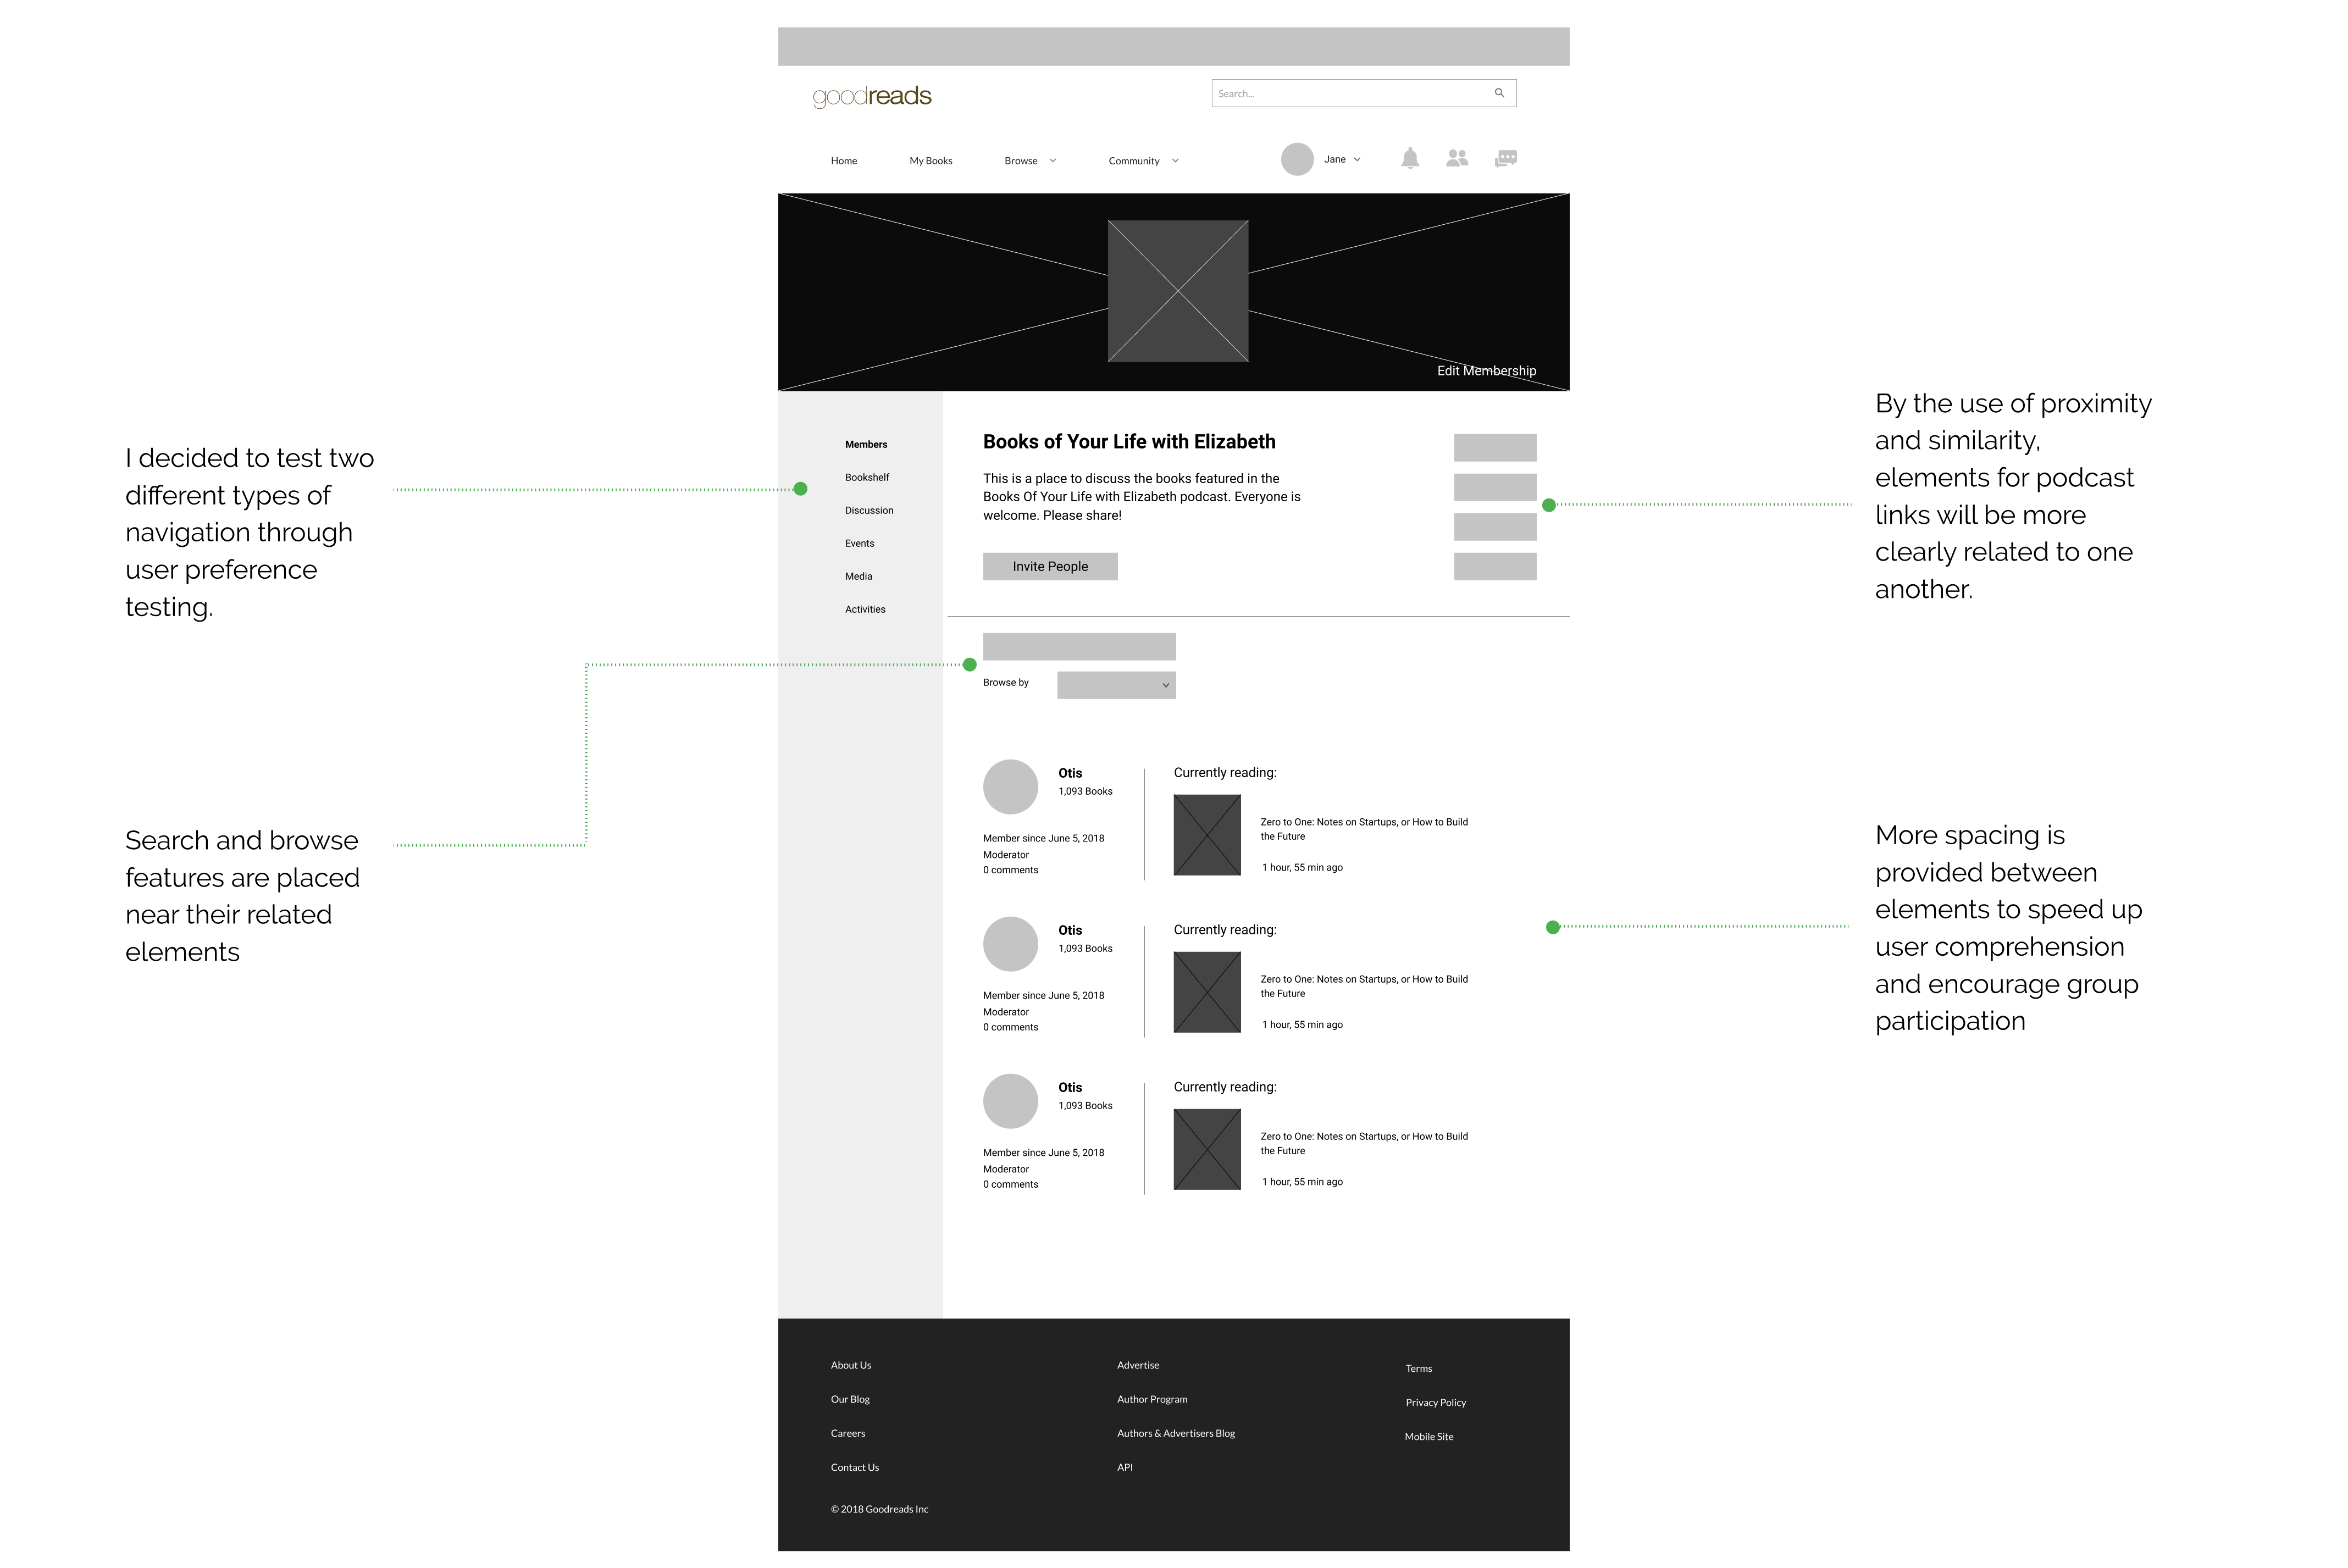 goodreads
Search...
Home
My Books
Browse
Community
Jane
Edit Membership
I decided to test two
different types of
navigation through
user preference
testing.
Search and browse
features are placed
near their related
elements
Members
Bookshelf
Discussion
Events
Media
Activities
Books of Your Life with Elizabeth
This is a place to discuss the books featured in the
Books Of Your Life with Elizabeth podcast. Everyone is
welcome. Please share!
Invite People
Browse by
Otis
1,093 Books
Member since June 5, 2018
Moderator
0 comments
Currently reading:
Zero to One: Notes on Startups, or How to Build
the Future
1 hour, 55 min ago
Otis
1,093 Books
Member since June 5, 2018
Moderator
0 comments
Currently reading:
Zero to One: Notes on Startups, or How to Build
the Future
1 hour, 55 min ago
Otis
1,093 Books
Member since June 5, 2018
Moderator
0 comments
Currently reading:
Zero to One: Notes on Startups, or How to Build
the Future
1 hour, 55 min ago
By the use of proximity
and similarity,
elements for podcast
links will be more
clearly related to one
another.
More spacing is
provided between
elements to speed up
user comprehension
and encourage group
participation
About Us
Our Blog
Careers
Contact Us
© 2018 Goodreads Inc
Advertise
Author Program
Authors & Advertisers Blog
API
Terms
Privacy Policy
Mobile Site